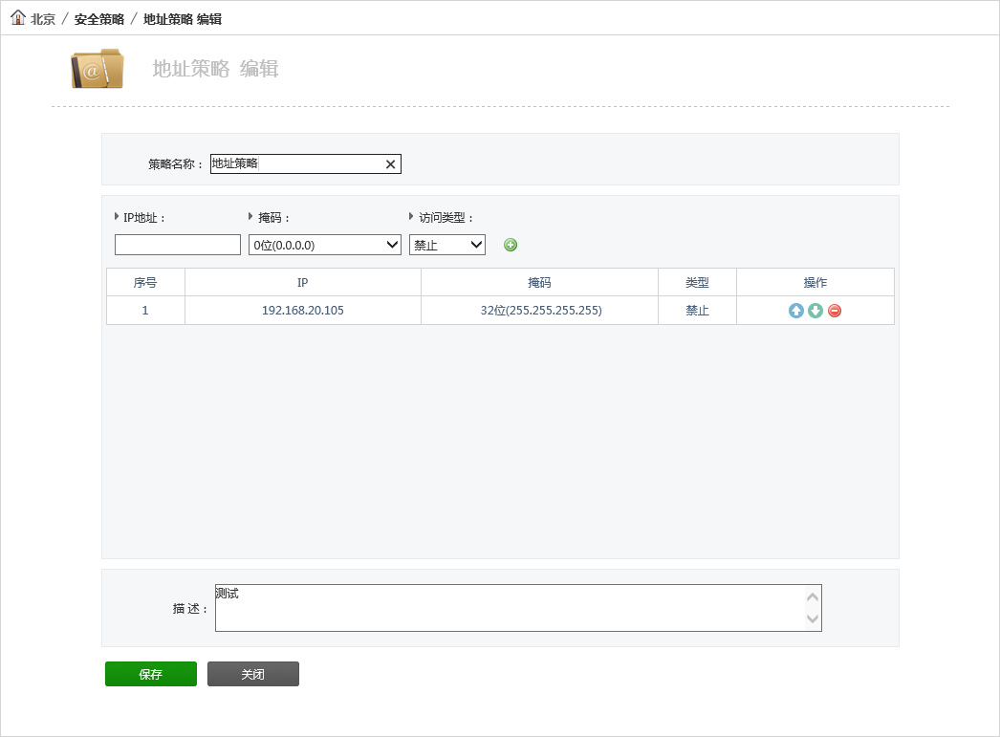 北京 / 安全策略 / 地址策略 编辑
地址策略 编辑
策略名称： 地址策略
IP地址： 掩码： 访问类型：
0位(0.0.0.0) 禁止
序号 IP 掩码 类型 操作
1 192.168.20.105 32位(255.255.255.255) 禁止
描 述： 测试
保存 关闭